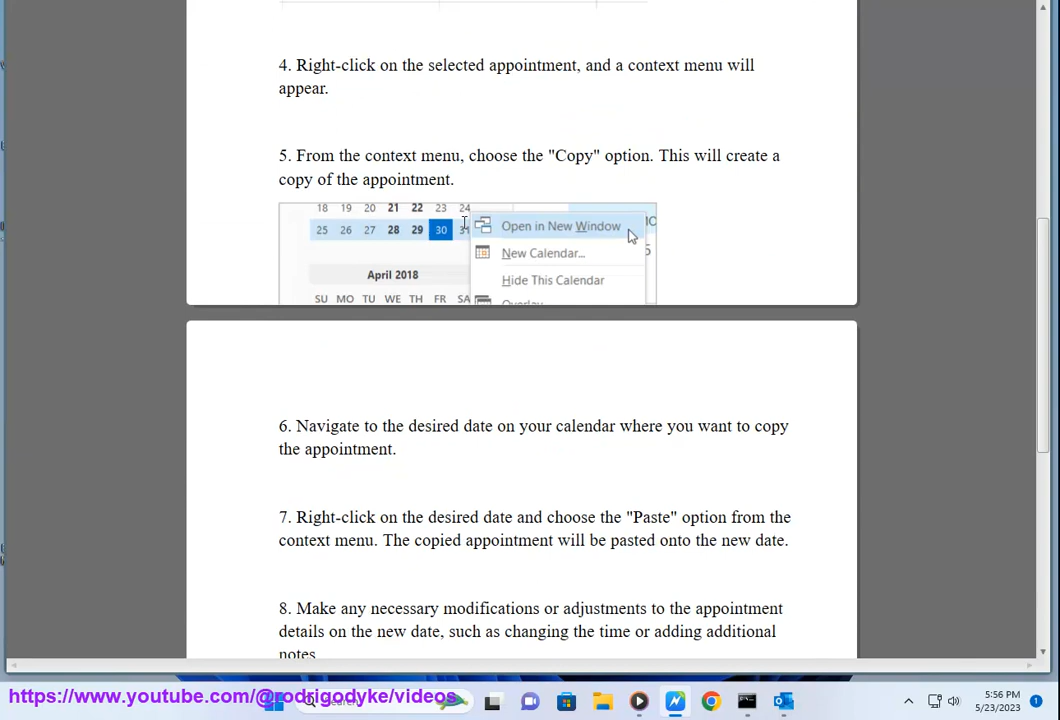 4. Right-click on the selected appointment, and a context menu will
appear.
5. From the context menu, choose the "Copy" option. This will create a
copy of the appointment.
18 19 20 21 22 23 24
25 26 27 28 29 30 31
Open in New Window
New Calendar...
April 2018
Hide This Calendar
SU MO TU WE TH FR SA
Overlay
6. Navigate to the desired date on your calendar where you want to copy
the appointment.
7. Right-click on the desired date and choose the "Paste" option from the
context menu. The copied appointment will be pasted onto the new date.
8. Make any necessary modifications or adjustments to the appointment
details on the new date, such as changing the time or adding additional
notes
https://www.youtube.com/@rodrigodyke/videos
5:56 PM
5/23/2023
1